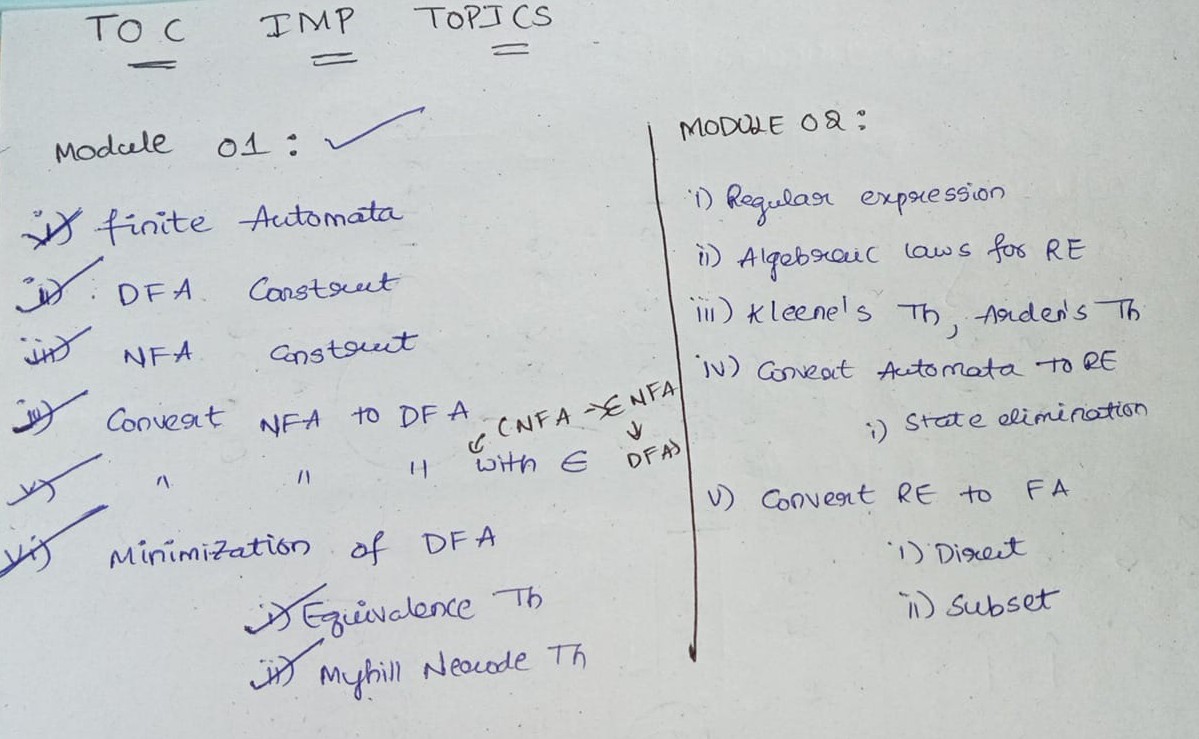 TOC IMP TOPICS
Module 01 : ✓
i) finite Automata
ii) DFA Construct
iii) NFA Construct
iv) Convert NFA to DFA
(NFA → ∈NFA
↓
DFA)
v) " " " with ∈
vi) Minimization of DFA
i) Equivalence Th
ii) Myhill Neorode Th
MODULE 02 :
i) Regular expression
ii) Algebraic laws for RE
iii) Kleene's Th, Arden's Th
iv) Convert Automata to RE
i) State elimination
v) Convert RE to FA
i) Direct
ii) Subset